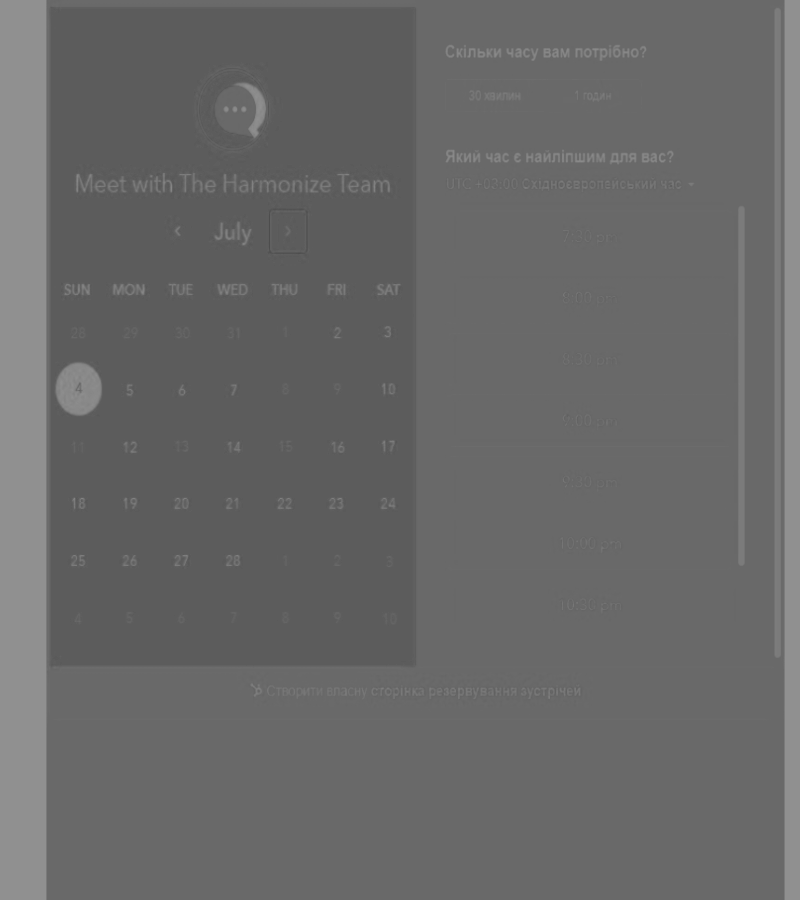 Meet with The Harmonize Team
July
SUN MON TUE WED THU FRI SAT
28 29 30 31 1 2 3
4 5 6 7 8 9 10
11 12 13 14 15 16 17
18 19 20 21 22 23 24
25 26 27 28 1 2 3
4 5 6 7 8 9 10
Скільки часу вам потрібно?
30 хвилин 1 годин
Який час є найліпшим для вас?
UTC +03:00 Східноєвропейський час
7:30 pm
8:00 pm
8:30 pm
9:00 pm
9:30 pm
10:00 pm
10:30 pm
Створити власну сторінка резервування зустрічей